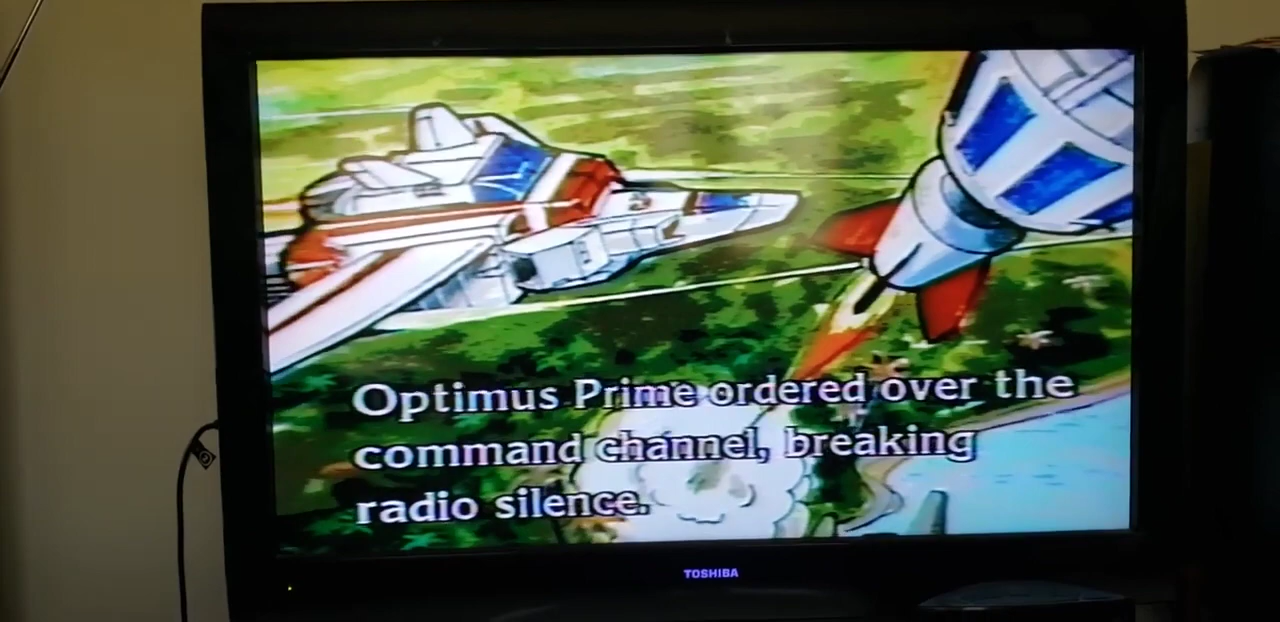 Optimus Prime ordered over the
command channel, breaking
radio silence.
TOSHIBA